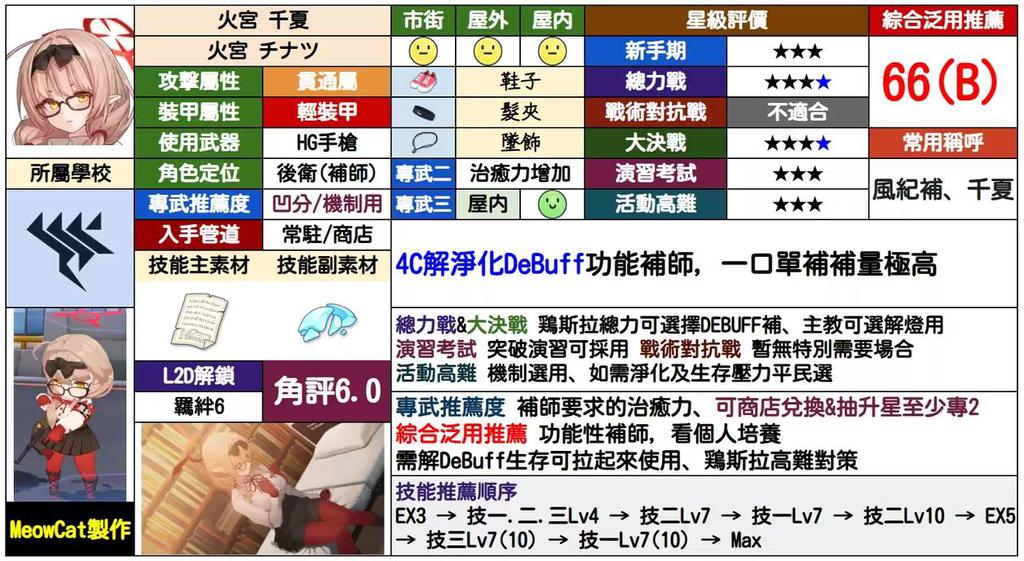 火宮 千夏 市街 屋外 屋内 星級評價 綜合泛用推薦
火宮 チナツ 新手期 ★★★ 66(B)
攻擊屬性 貫通屬 鞋子 總力戰 ★★★★
裝甲屬性 輕裝甲 髮夾 戰術對抗戰 不適合
使用武器 HG手槍 墜飾 大決戰 ★★★★ 常用稱呼
所屬學校 角色定位 後衛(補師) 專武二 治癒力增加 演習考試 ★★★ 風紀補、千夏
專武推薦度 凹分/機制用 專武三 屋内 活動高難 ★★★
入手管道 常駐/商店
技能主素材 技能副素材
4C解淨化DeBuff功能補師, 一口單補補量極高
總力戰&大決戰 鶏斯拉總力可選擇DEBUFF補、主教可選解燈用
演習考試 突破演習可採用 戰術對抗戰 暫無特別需要場合
活動高難 機制選用、如需淨化及生存壓力平民選
L2D解鎖 角評6.0
羈絆6
專武推薦度 補師要求的治癒力、可商店兌換&抽升星至少專2
綜合泛用推薦 功能性補師, 看個人培養
需解DeBuff生存可拉起來使用、鶏斯拉高難對策
技能推薦順序
EX3 → 技一.二.三Lv4 → 技二Lv7 → 技一Lv7 → 技二Lv10 → EX5
→ 技三Lv7(10) → 技一Lv7(10) → Max
MeowCat製作